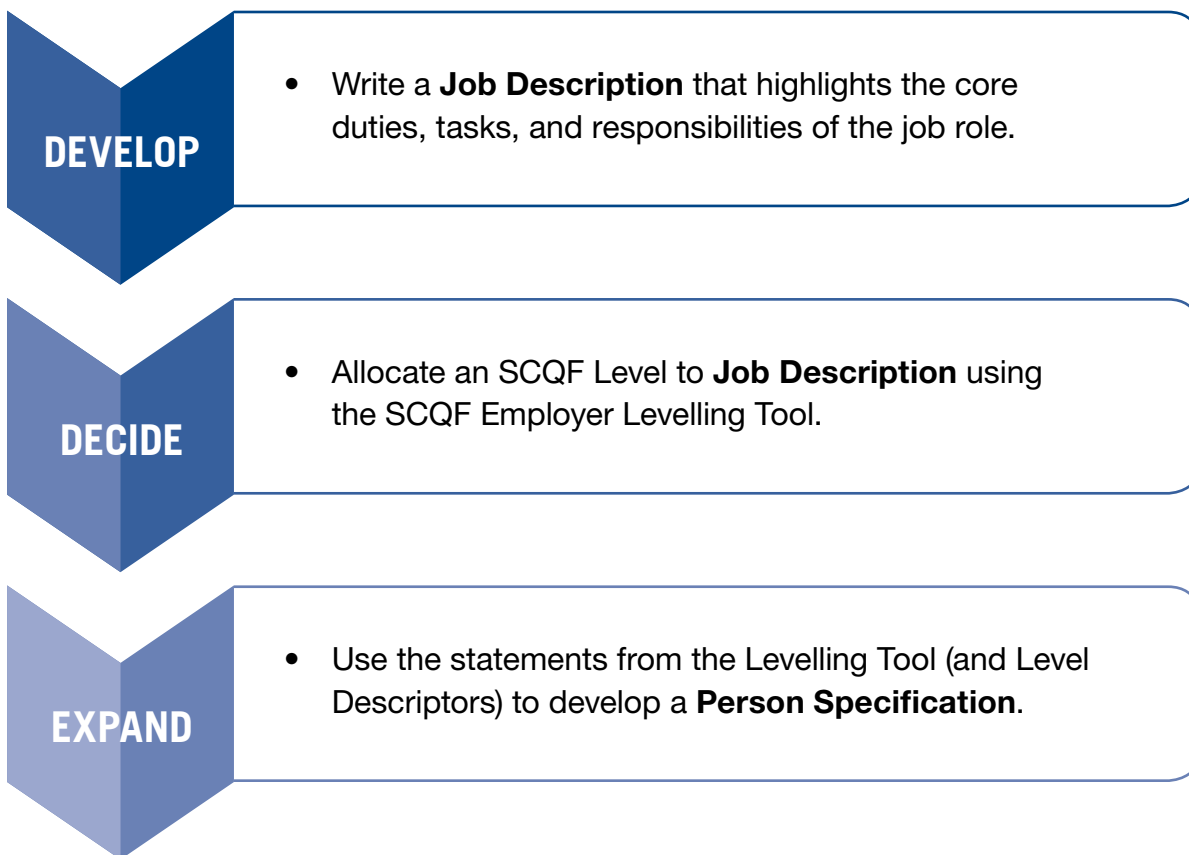 DEVELOP
• Write a Job Description that highlights the core
duties, tasks, and responsibilities of the job role.
DECIDE
• Allocate an SCQF Level to Job Description using
the SCQF Employer Levelling Tool.
EXPAND
• Use the statements from the Levelling Tool (and Level
Descriptors) to develop a Person Specification.